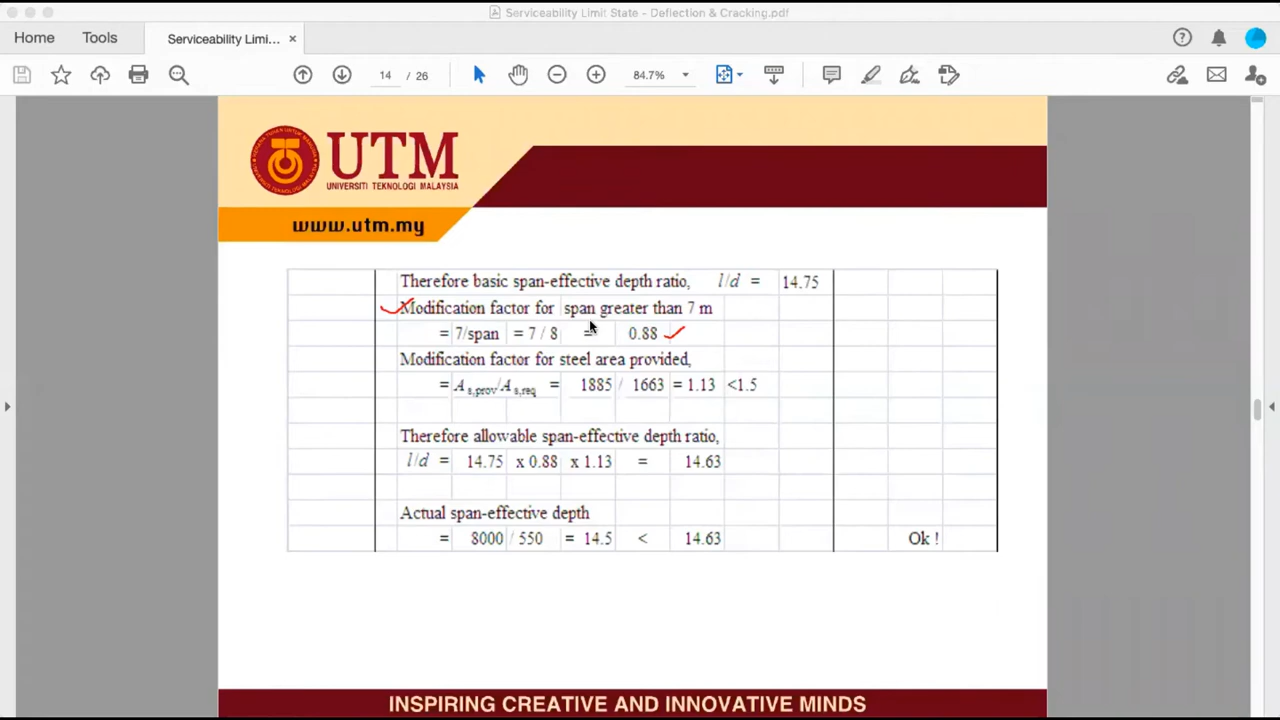 Serviceability Limit State - Deflection & Cracking.pdf
Home Tools Serviceability Limi... ×
14 / 26 84.7%
UTM
UNIVERSITI TEKNOLOGI MALAYSIA
www.utm.my
Therefore basic span-effective depth ratio, l/d = 14.75
Modification factor for span greater than 7 m
= 7/span = 7 / 8 = 0.88
Modification factor for steel area provided,
= As,prov/As,req = 1885 / 1663 = 1.13 <1.5
Therefore allowable span-effective depth ratio,
l/d = 14.75 x 0.88 x 1.13 = 14.63
Actual span-effective depth
= 8000 / 550 = 14.5 < 14.63 Ok !
INSPIRING CREATIVE AND INNOVATIVE MINDS